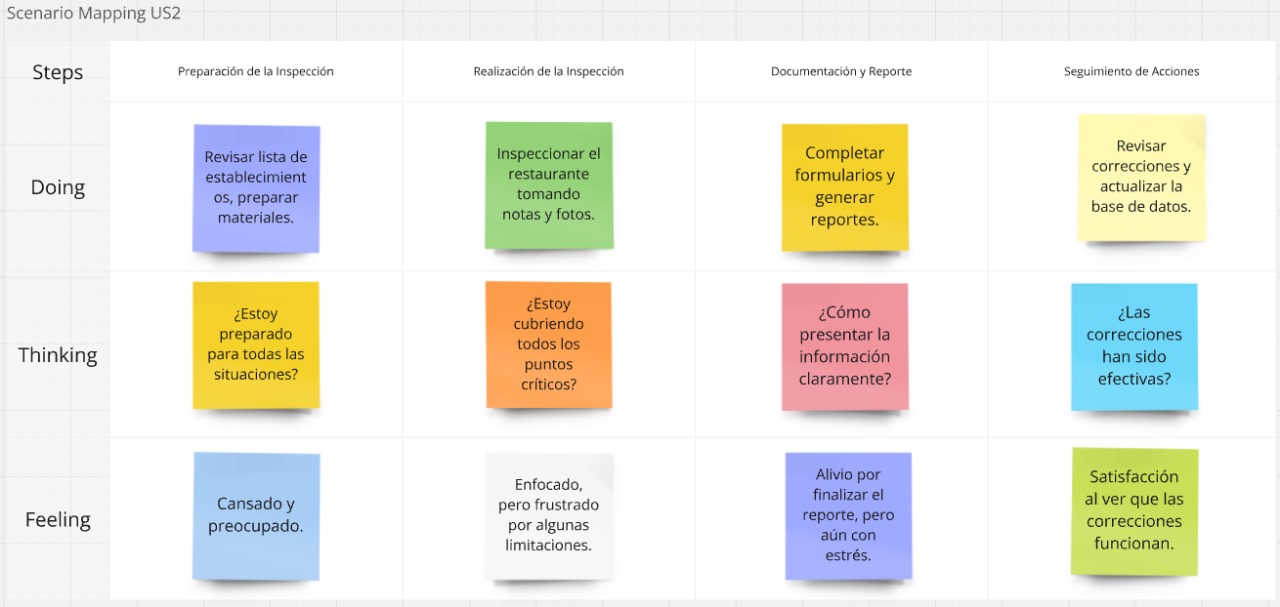 Scenario Mapping US2
Steps
Preparación de la Inspección
Realización de la Inspección
Documentación y Reporte
Seguimiento de Acciones
Doing
Revisar lista de
establecimient
os, preparar
materiales.
Inspeccionar el
restaurante
tomando
notas y fotos.
Completar
formularios y
generar
reportes.
Revisar
correcciones y
actualizar la
base de datos.
Thinking
¿Estoy
preparado
para todas las
situaciones?
¿Estoy
cubriendo
todos los
puntos
críticos?
¿Cómo
presentar la
información
claramente?
¿Las
correcciones
han sido
efectivas?
Feeling
Cansado y
preocupado.
Enfocado,
pero frustrado
por algunas
limitaciones.
Alivio por
finalizar el
reporte, pero
aún con
estrés.
Satisfacción
al ver que las
correcciones
funcionan.